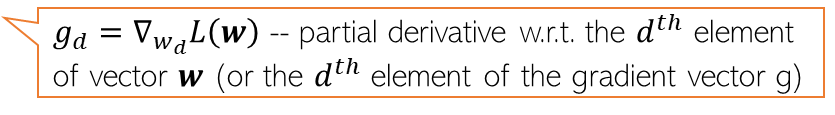 g_d = ∇_{w_d} L(w) -- partial derivative w.r.t. the d^{th} element
of vector w (or the d^{th} element of the gradient vector g)